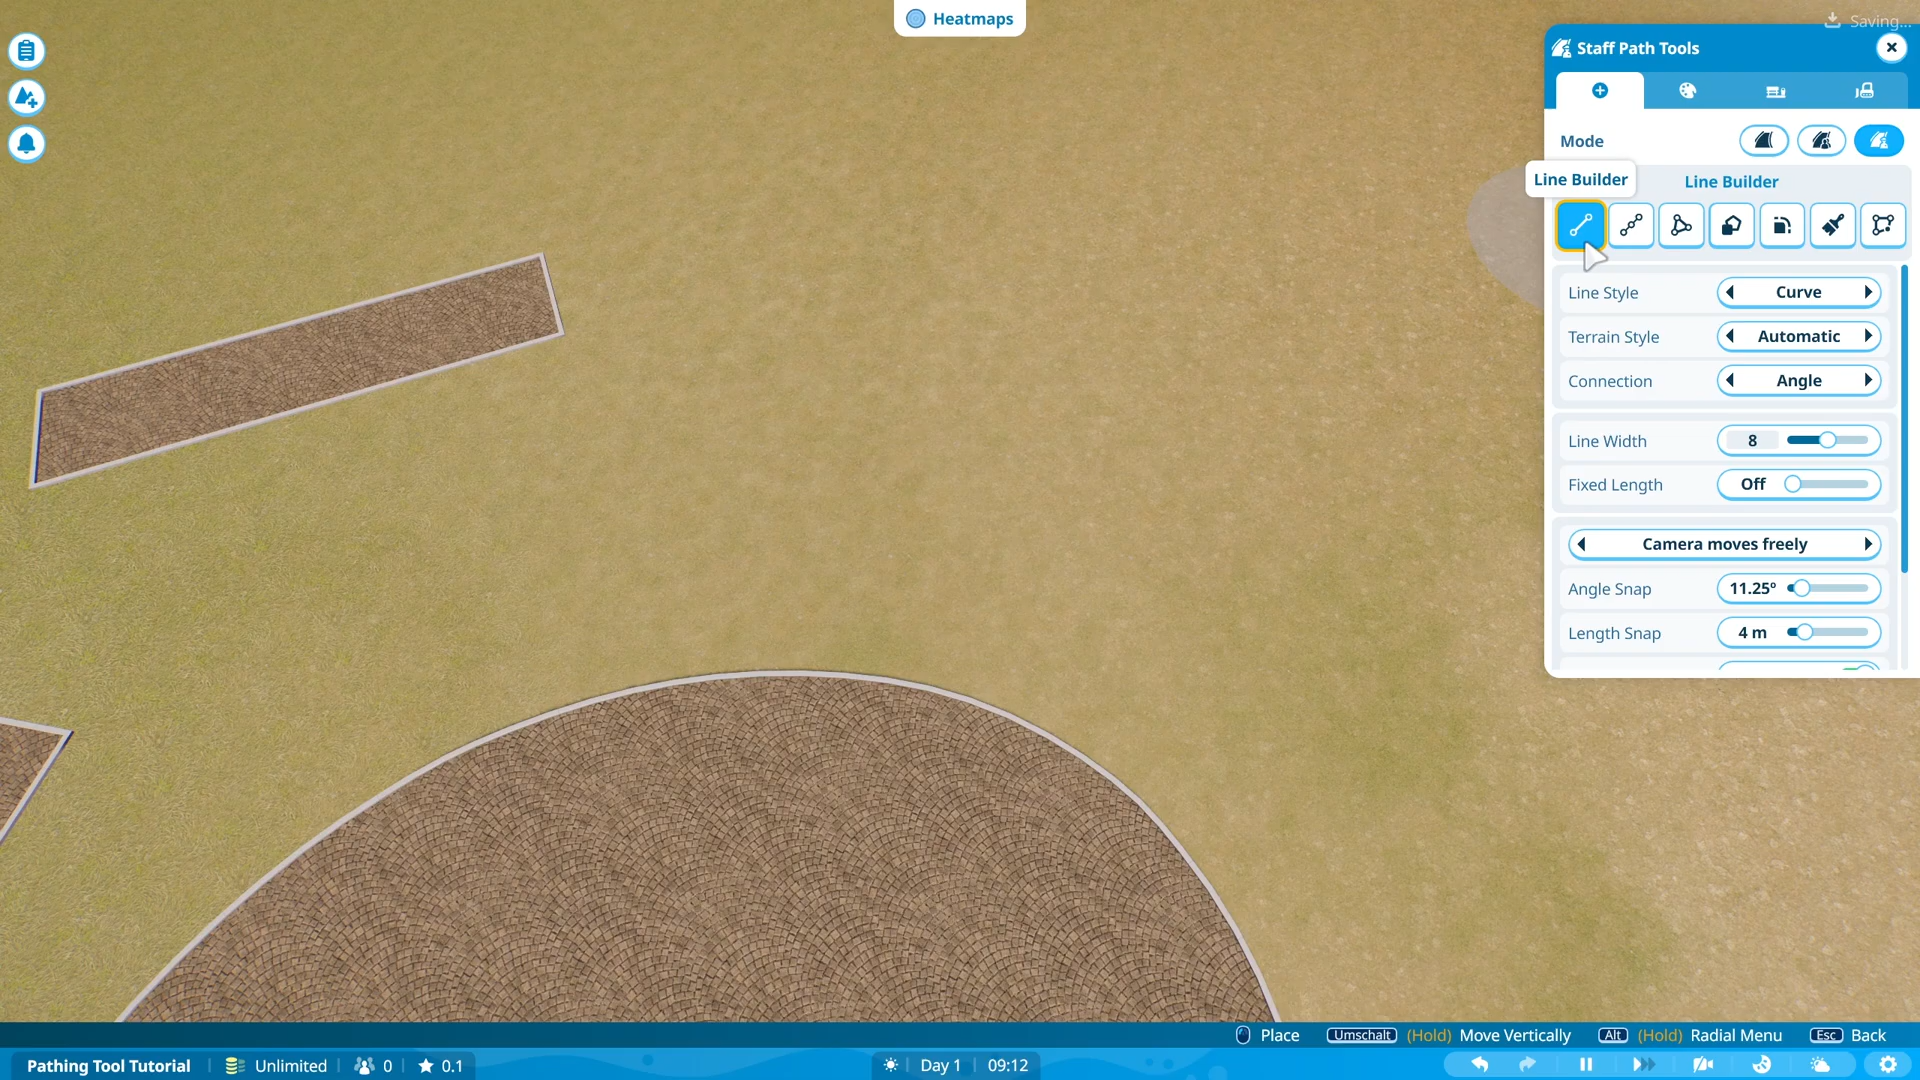 Heatmaps
Saving...
Staff Path Tools
Mode
Line Builder
Line Builder
Line Style Curve
Terrain Style Automatic
Connection Angle
Line Width 8
Fixed Length Off
Camera moves freely
Angle Snap 11.25°
Length Snap 4 m
Place Umschalt (Hold) Move Vertically Alt (Hold) Radial Menu Esc Back
Pathing Tool Tutorial Unlimited 0 0.1 Day 1 09:12